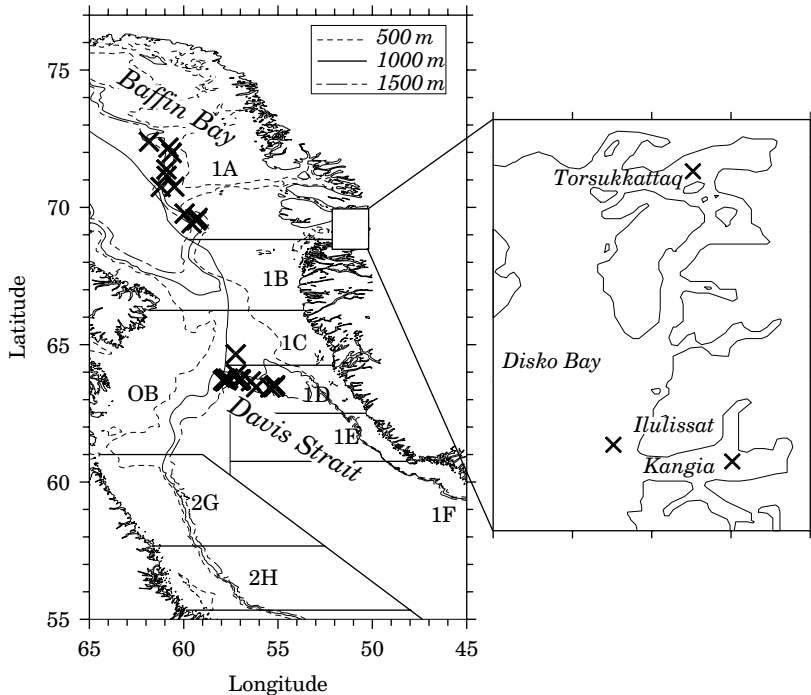 500 m
1000 m
1500 m
75
70
65
60
55
Latitude
65
60
55
50
45
Longitude
Baffin Bay
1A
1B
1C
OB
1D
Davis Strait
1E
2G
1F
2H
Torsukkattaq
Disko Bay
Ilulissat
Kangia